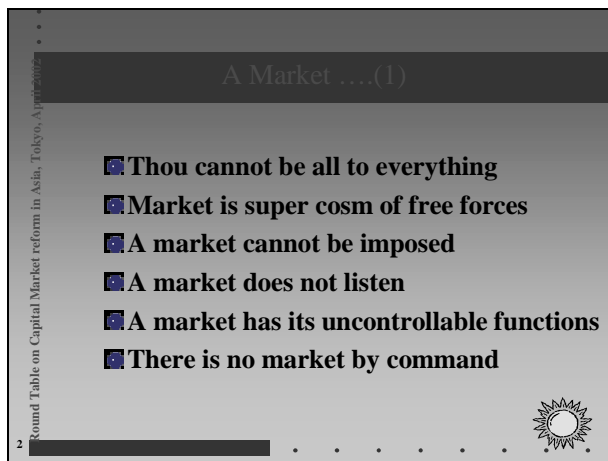 A Market ….(1)
Thou cannot be all to everything
Market is super cosm of free forces
A market cannot be imposed
A market does not listen
A market has its uncontrollable functions
There is no market by command
Round Table on Capital Market reform in Asia, Tokyo, April 2002
2